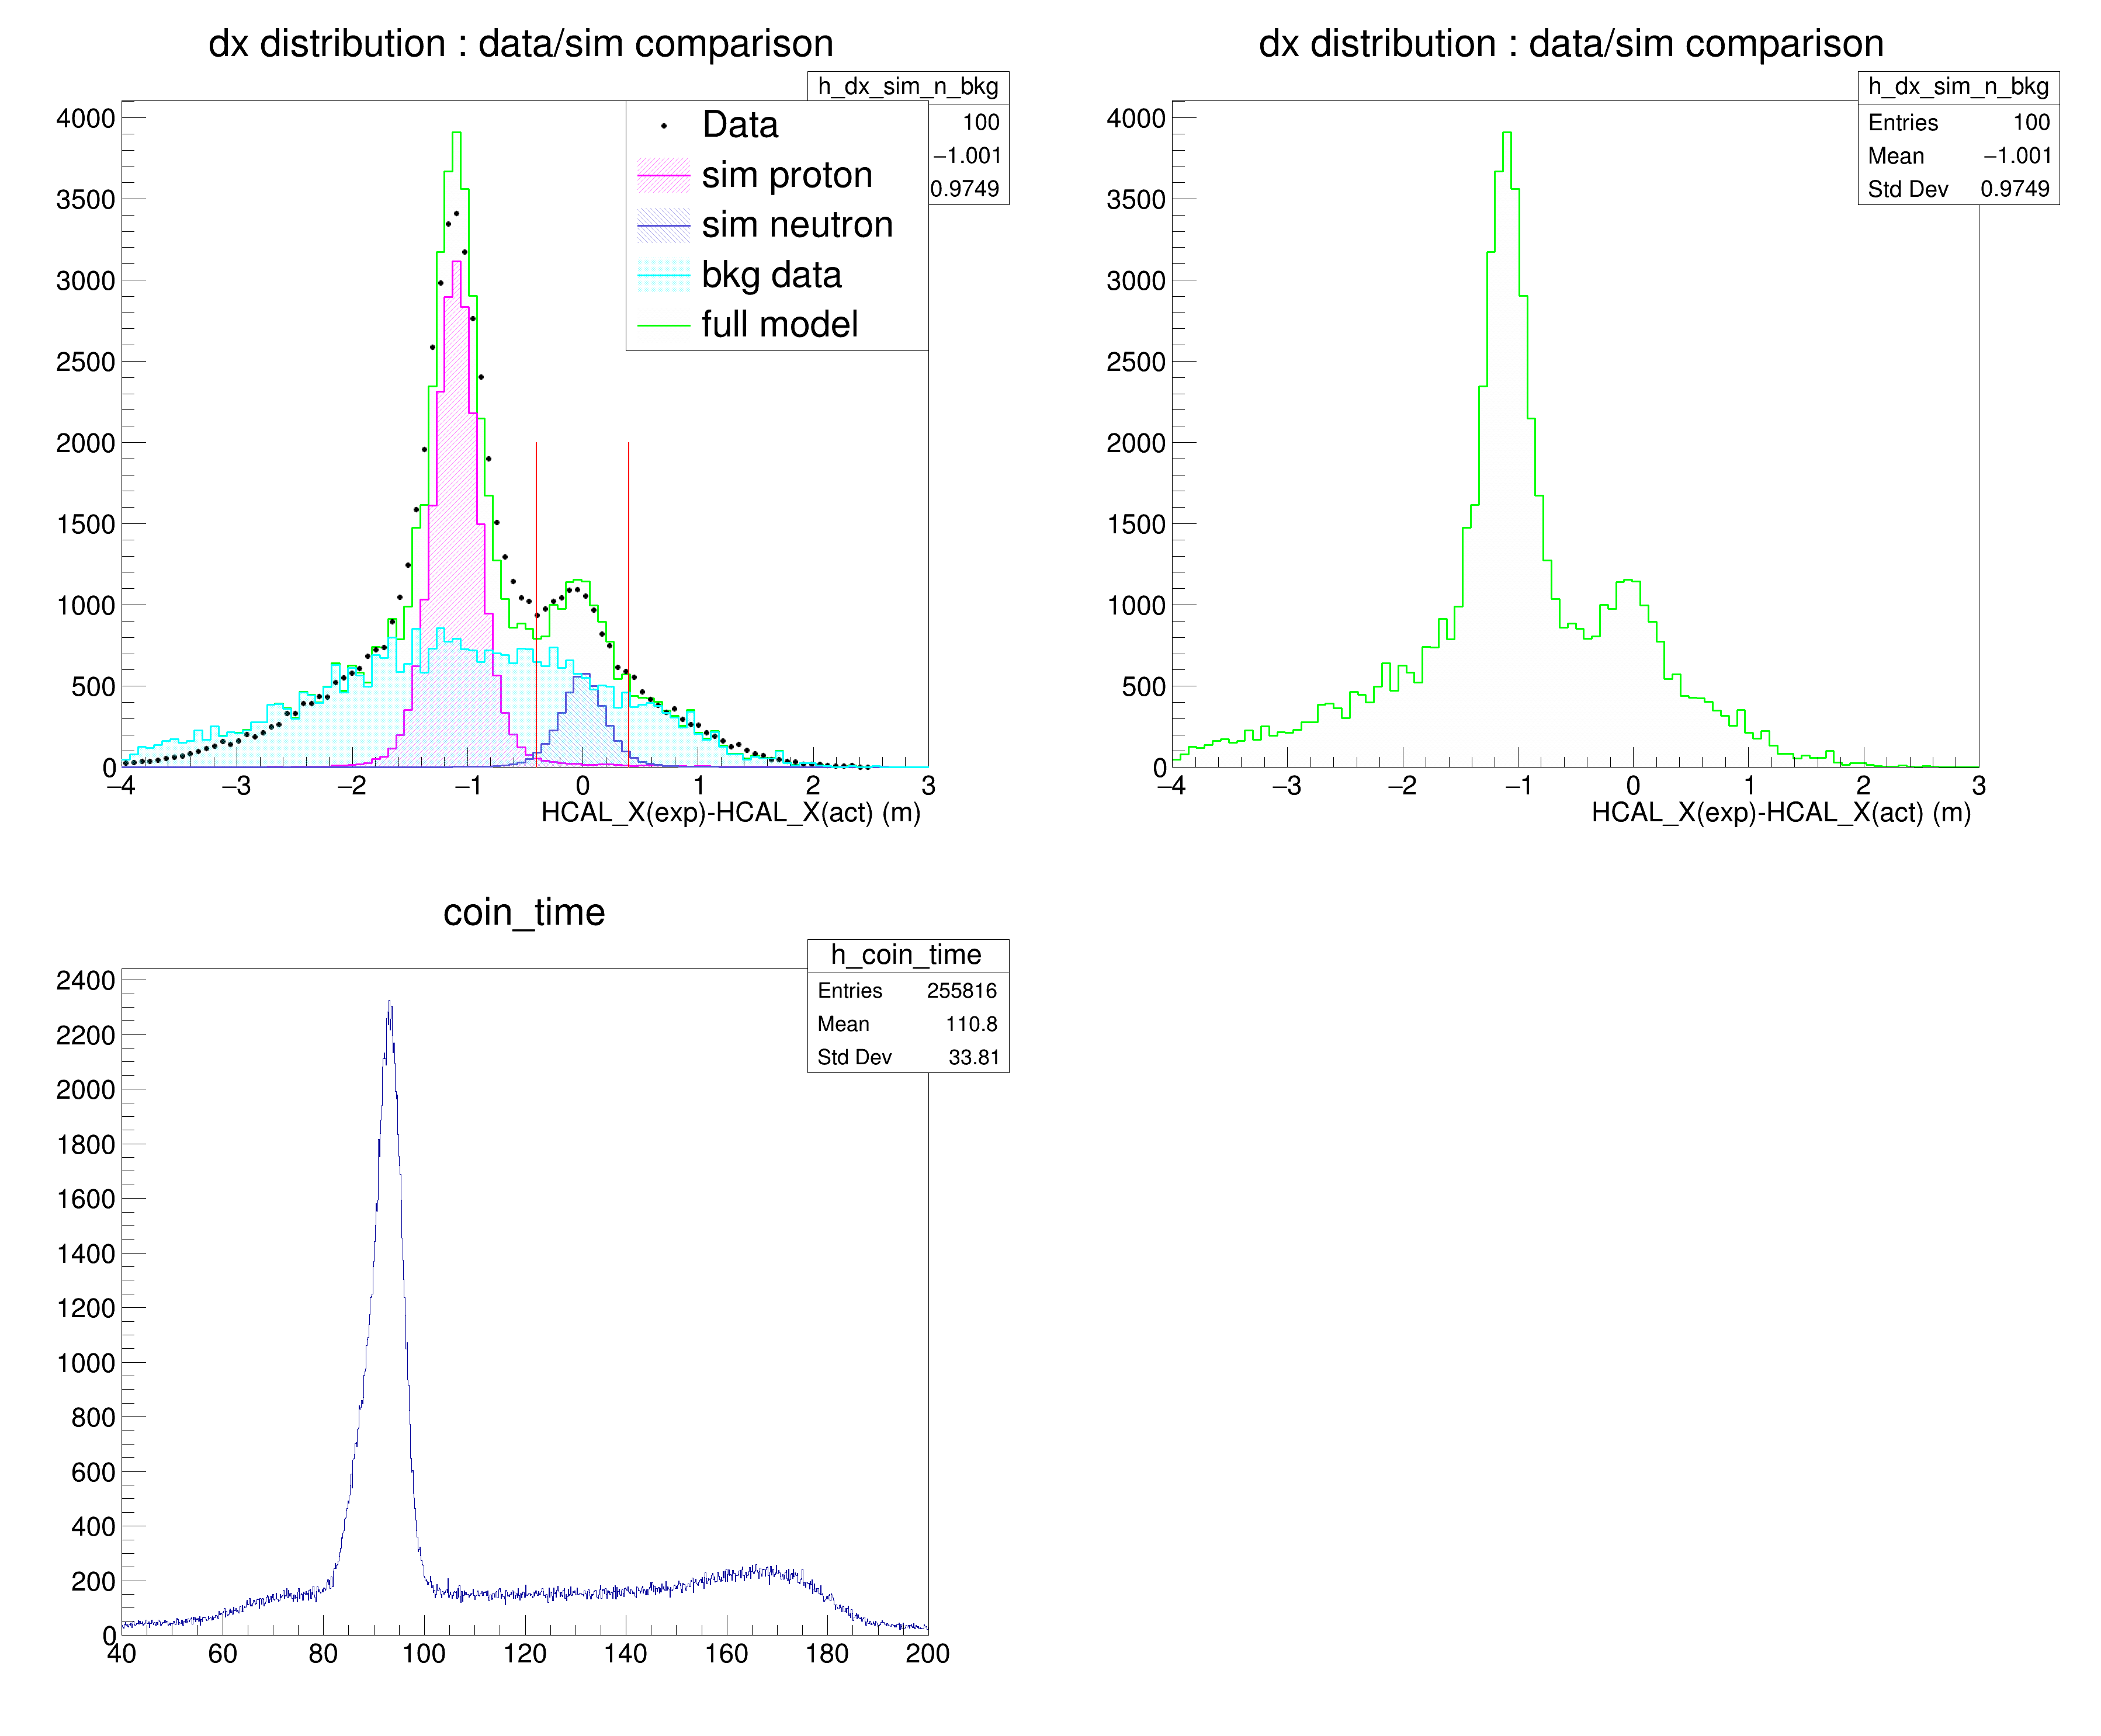 dx distribution : data/sim comparison
h_dx_sim_n_bkg
100
−1.001
0.9749
Data
sim proton
sim neutron
bkg data
full model
4000
3500
3000
2500
2000
1500
1000
500
0
−4 −3 −2 −1 0 1 2 3
HCAL_X(exp)-HCAL_X(act) (m)
dx distribution : data/sim comparison
h_dx_sim_n_bkg
Entries 100
Mean −1.001
Std Dev 0.9749
4000
3500
3000
2500
2000
1500
1000
500
0
−4 −3 −2 −1 0 1 2 3
HCAL_X(exp)-HCAL_X(act) (m)
coin_time
h_coin_time
Entries 255816
Mean 110.8
Std Dev 33.81
2400
2200
2000
1800
1600
1400
1200
1000
800
600
400
200
0
40 60 80 100 120 140 160 180 200